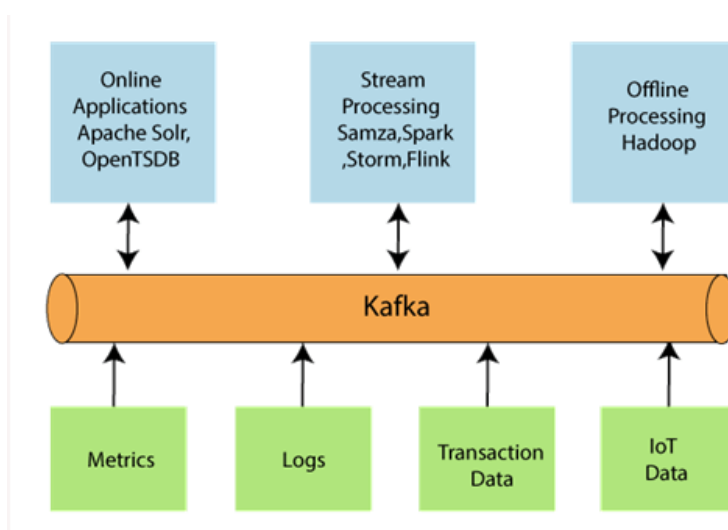 Online
Applications
Apache Solr,
OpenTSDB
Stream
Processing
Samza,Spark
,Storm,Flink
Offline
Processing
Hadoop
Kafka
Metrics
Logs
Transaction
Data
IoT
Data